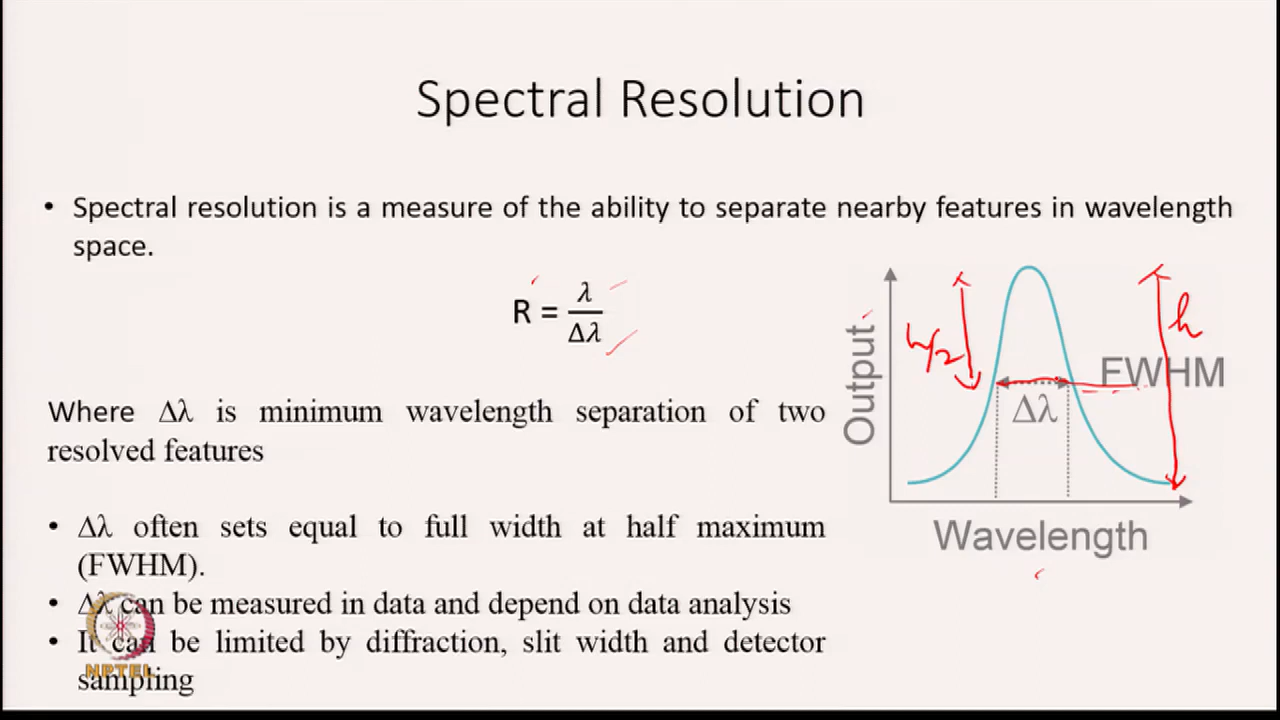 Spectral Resolution
• Spectral resolution is a measure of the ability to separate nearby features in wavelength
space.
R = λ/Δλ
Where Δλ is minimum wavelength separation of two
resolved features
• Δλ often sets equal to full width at half maximum
(FWHM).
• Δλ can be measured in data and depend on data analysis
• It can be limited by diffraction, slit width and detector
sampling
NPTEL
Output
h/2
h
FWHM
Δλ
Wavelength